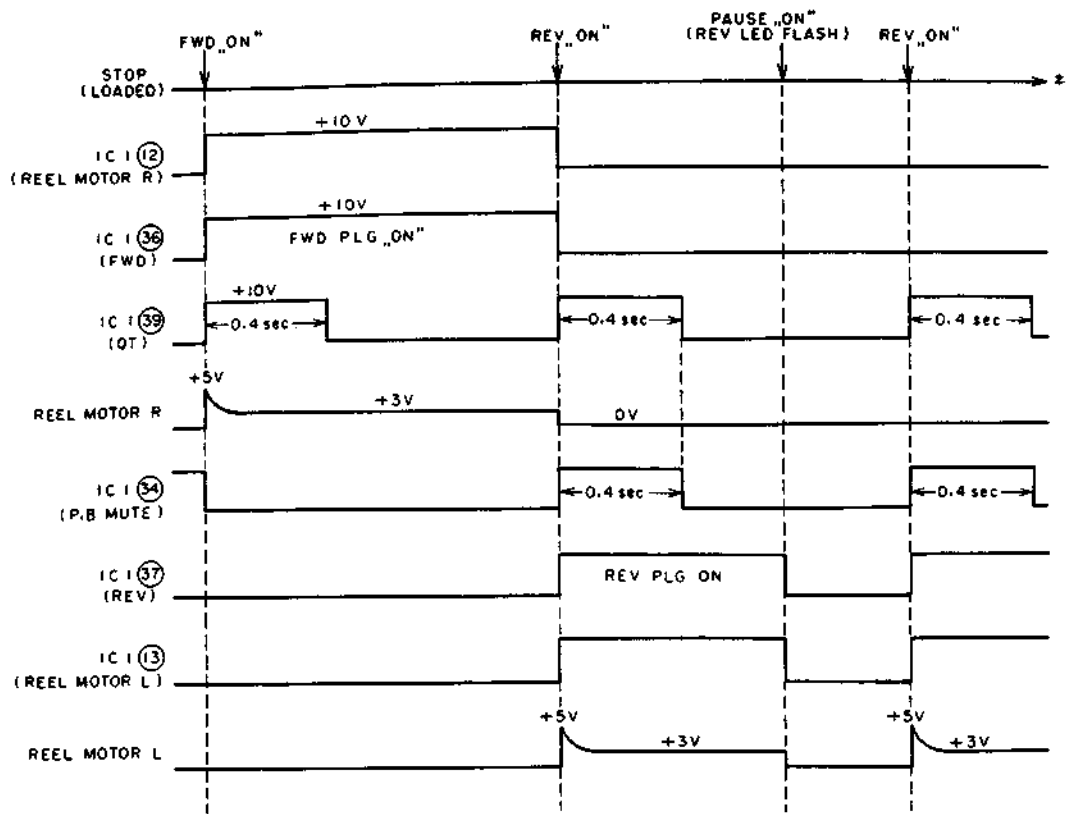 FWD „ON"
REV „ON"
PAUSE „ON"
(REV LED FLASH)
REV „ON"
STOP
(LOADED)
t
+10V
IC 1 ⑫
(REEL MOTOR R)
+10V
FWD PLG „ON"
IC 1 ㊱
(FWD)
+10V
0.4 sec
0.4 sec
0.4 sec
IC 1 ㊴
(QT)
+5V
+3V
0V
REEL MOTOR R
IC 1 ㉞
(P.B MUTE)
0.4 sec
0.4 sec
IC 1 ㊲
(REV)
REV PLG ON
IC 1 ⑬
(REEL MOTOR L)
+5V
+3V
+5V
+3V
REEL MOTOR L